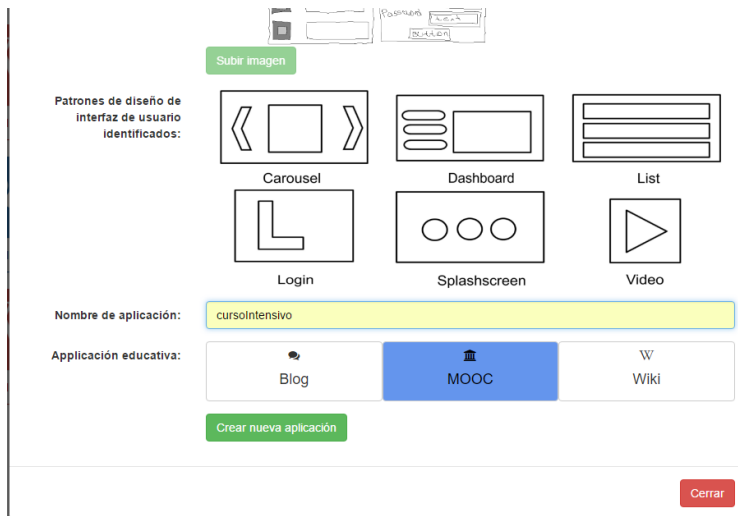 Password text
Button
Subir imagen
Patrones de diseño de
interfaz de usuario
identificados:
Carousel
Dashboard
List
Login
Splashscreen
Video
Nombre de aplicación:
cursoIntensivo
Applicación educativa:
Blog
MOOC
W
Wiki
Crear nueva aplicación
Cerrar